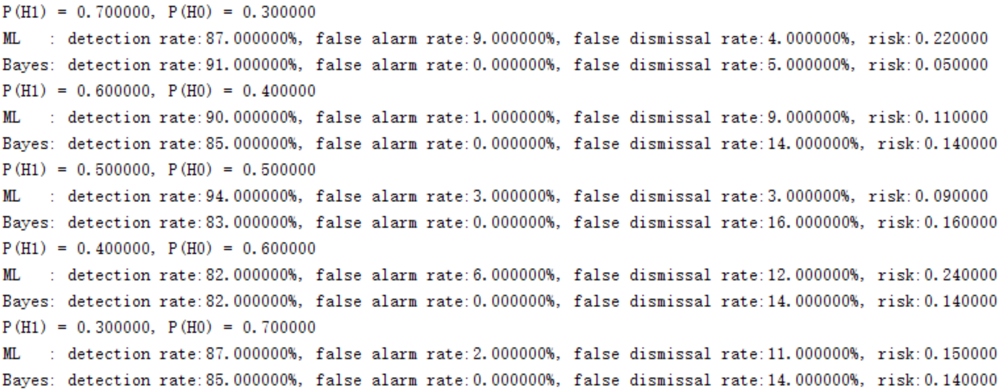 P(H1) = 0.700000, P(H0) = 0.300000
ML   : detection rate:87.000000%, false alarm rate:9.000000%, false dismissal rate:4.000000%, risk:0.220000
Bayes: detection rate:91.000000%, false alarm rate:0.000000%, false dismissal rate:5.000000%, risk:0.050000
P(H1) = 0.600000, P(H0) = 0.400000
ML   : detection rate:90.000000%, false alarm rate:1.000000%, false dismissal rate:9.000000%, risk:0.110000
Bayes: detection rate:85.000000%, false alarm rate:0.000000%, false dismissal rate:14.000000%, risk:0.140000
P(H1) = 0.500000, P(H0) = 0.500000
ML   : detection rate:94.000000%, false alarm rate:3.000000%, false dismissal rate:3.000000%, risk:0.090000
Bayes: detection rate:83.000000%, false alarm rate:0.000000%, false dismissal rate:16.000000%, risk:0.160000
P(H1) = 0.400000, P(H0) = 0.600000
ML   : detection rate:82.000000%, false alarm rate:6.000000%, false dismissal rate:12.000000%, risk:0.240000
Bayes: detection rate:82.000000%, false alarm rate:0.000000%, false dismissal rate:14.000000%, risk:0.140000
P(H1) = 0.300000, P(H0) = 0.700000
ML   : detection rate:87.000000%, false alarm rate:2.000000%, false dismissal rate:11.000000%, risk:0.150000
Bayes: detection rate:85.000000%, false alarm rate:0.000000%, false dismissal rate:14.000000%, risk:0.140000